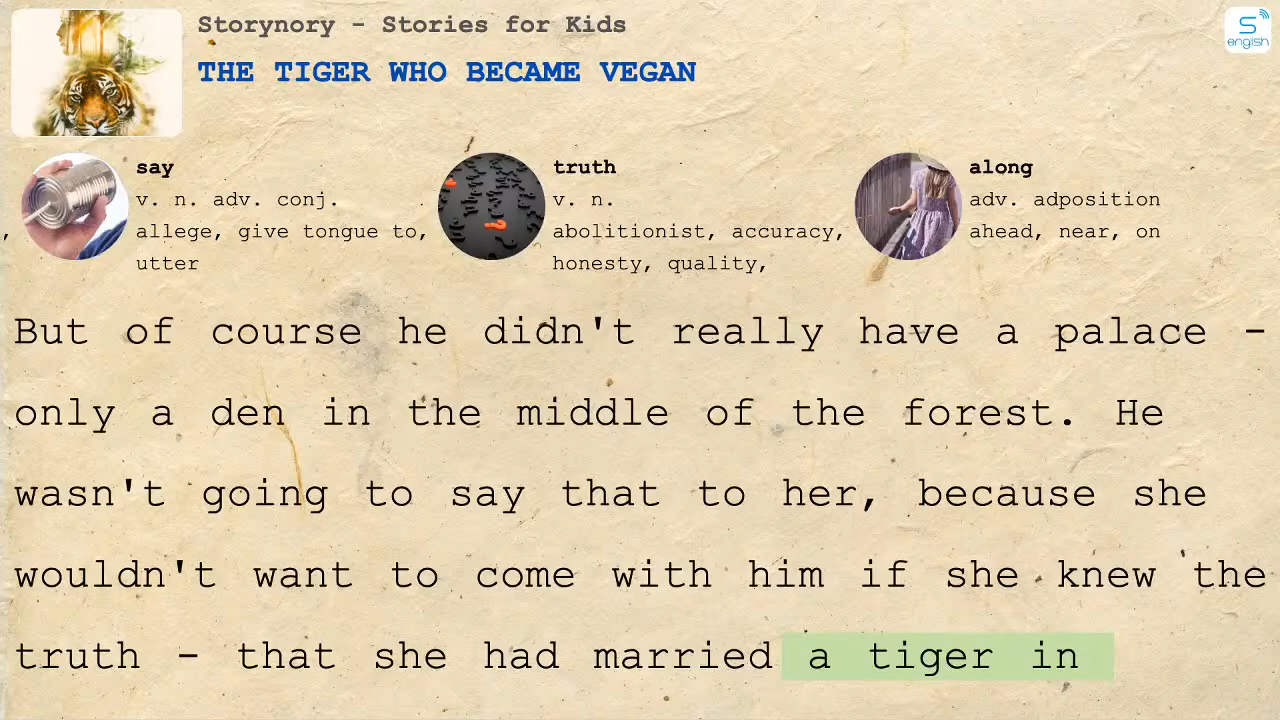 Storynory - Stories for Kids
THE TIGER WHO BECAME VEGAN
S
english
say
v. n. adv. conj.
allege, give tongue to,
utter
truth
v. n.
abolitionist, accuracy,
honesty, quality,
along
adv. adposition
ahead, near, on
,
But of course he didn't really have a palace -
only a den in the middle of the forest. He
wasn't going to say that to her, because she
wouldn't want to come with him if she knew the
truth - that she had married a tiger in